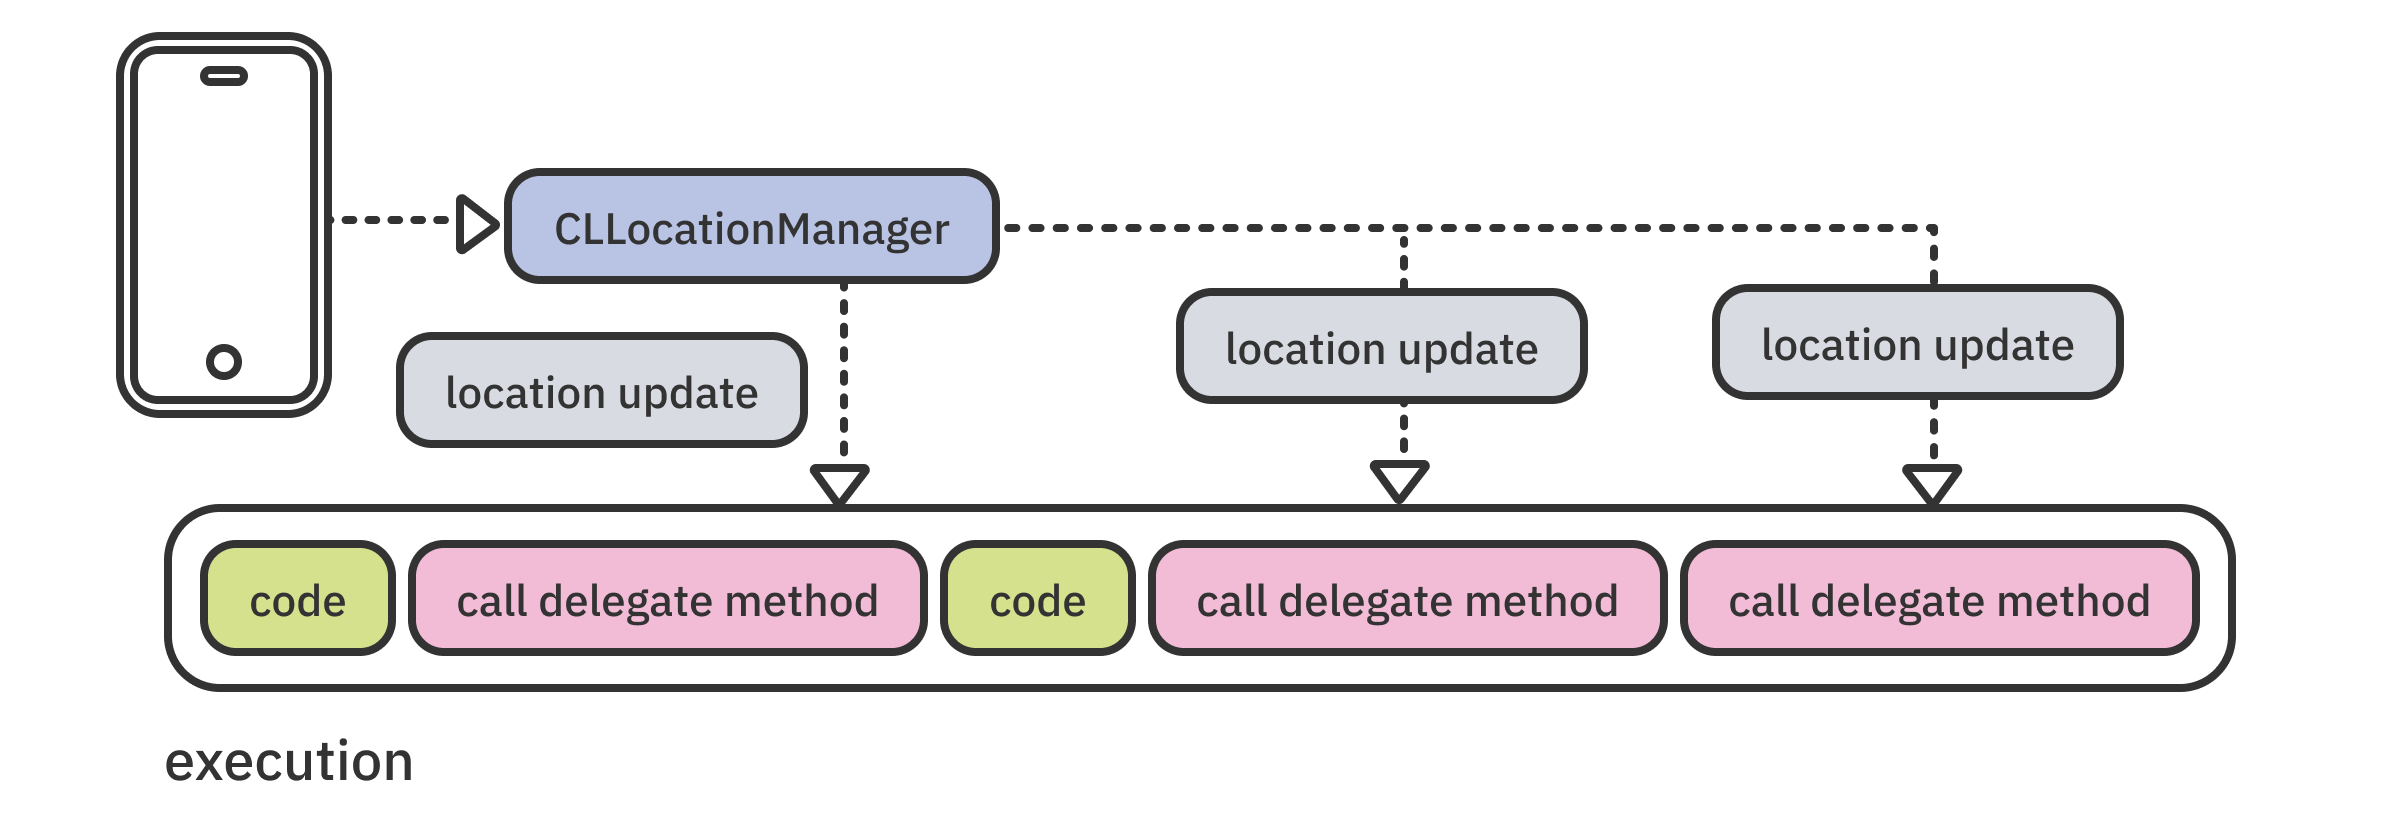 CLLocationManager
location update
location update
location update
code
call delegate method
code
call delegate method
call delegate method
execution